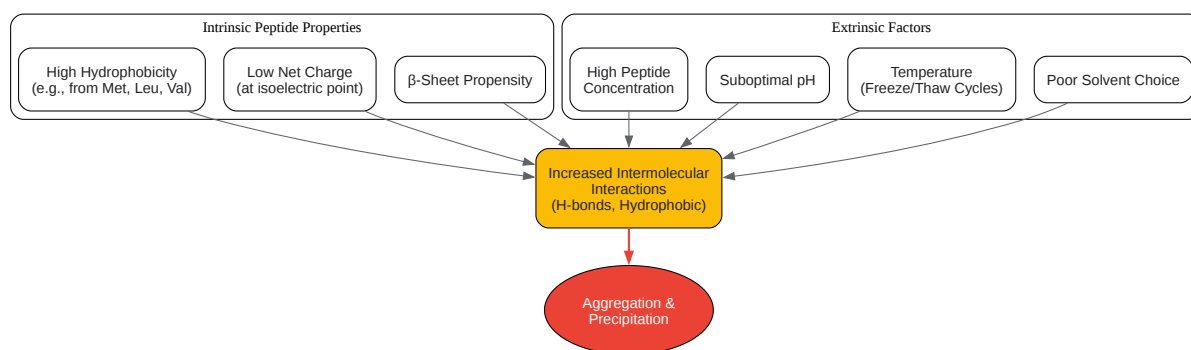 Intrinsic Peptide Properties
High Hydrophobicity
(e.g., from Met, Leu, Val)
Low Net Charge
(at isoelectric point)
β-Sheet Propensity
Extrinsic Factors
High Peptide
Concentration
Suboptimal pH
Temperature
(Freeze/Thaw Cycles)
Poor Solvent Choice
Increased Intermolecular
Interactions
(H-bonds, Hydrophobic)
Aggregation &
Precipitation